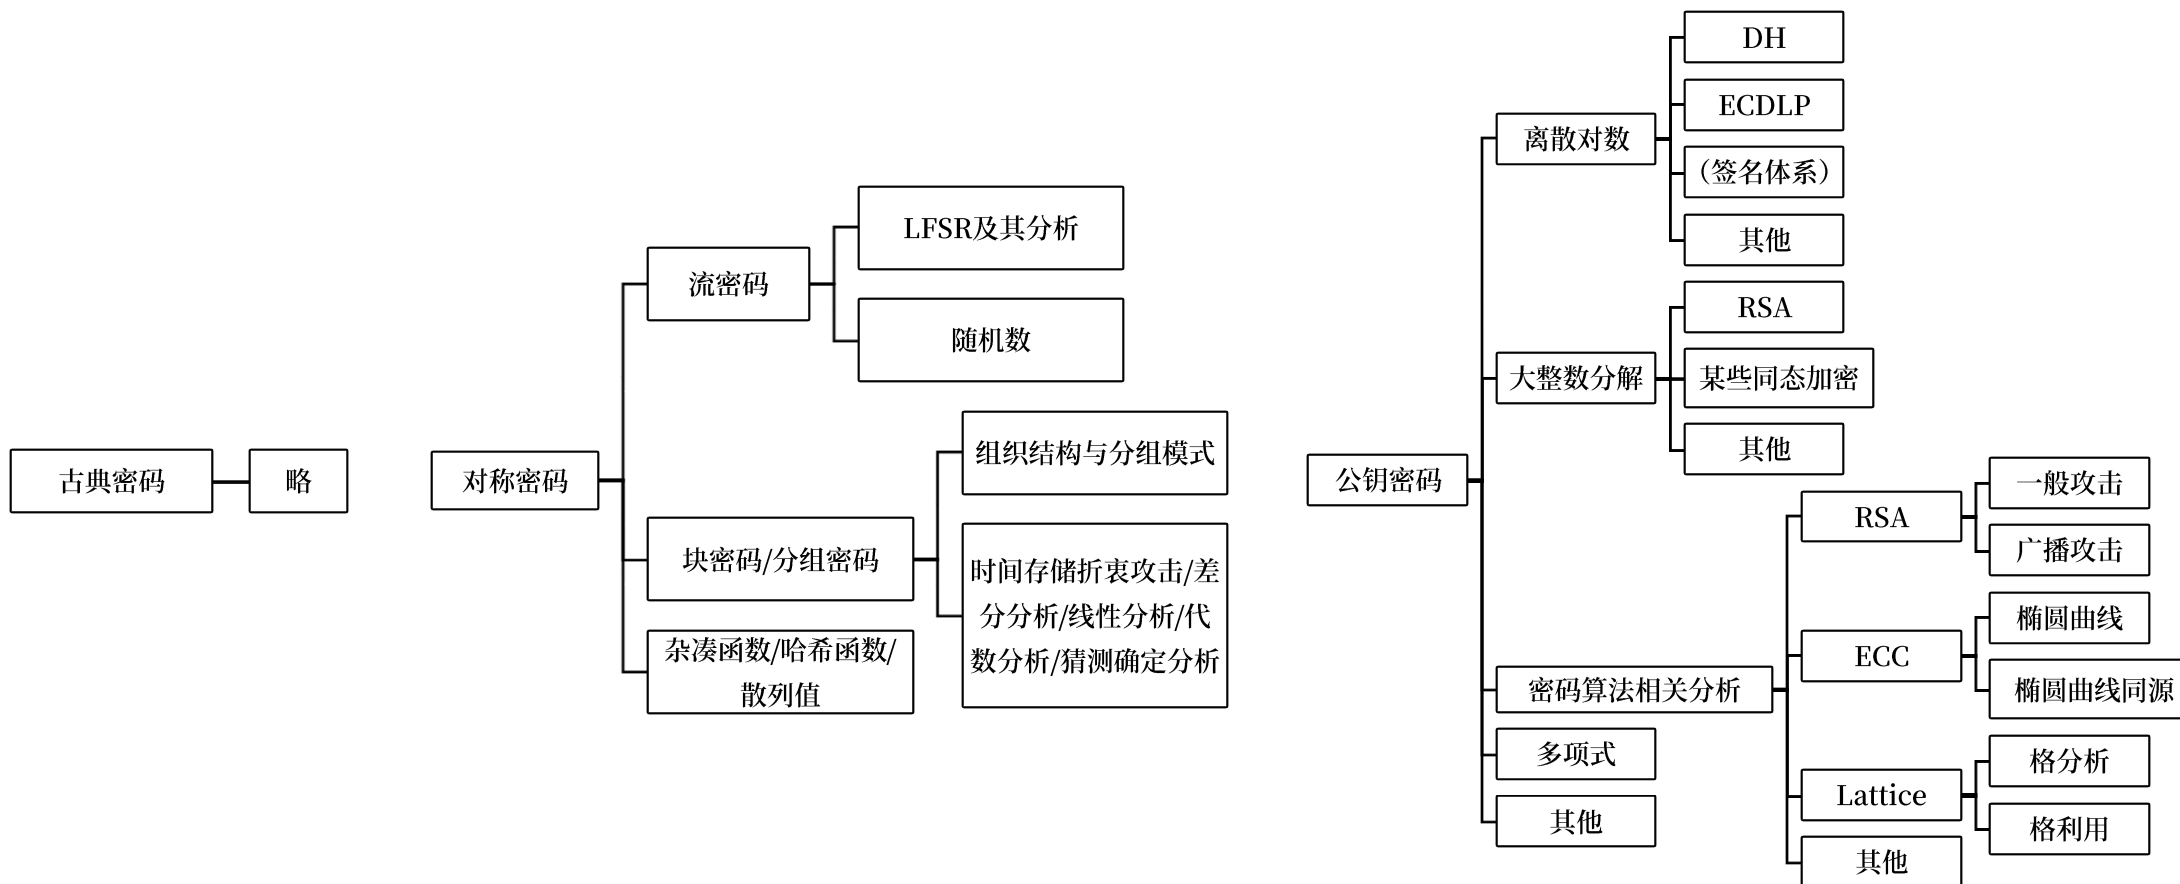 古典密码
略
对称密码
流密码
LFSR及其分析
随机数
块密码/分组密码
组织结构与分组模式
时间存储折衷攻击/差
分分析/线性分析/代
数分析/猜测确定分析
杂凑函数/哈希函数/
散列值
公钥密码
离散对数
DH
ECDLP
(签名体系)
其他
大整数分解
RSA
某些同态加密
其他
密码算法相关分析
RSA
一般攻击
广播攻击
ECC
椭圆曲线
椭圆曲线同源
Lattice
格分析
格利用
其他
多项式
其他